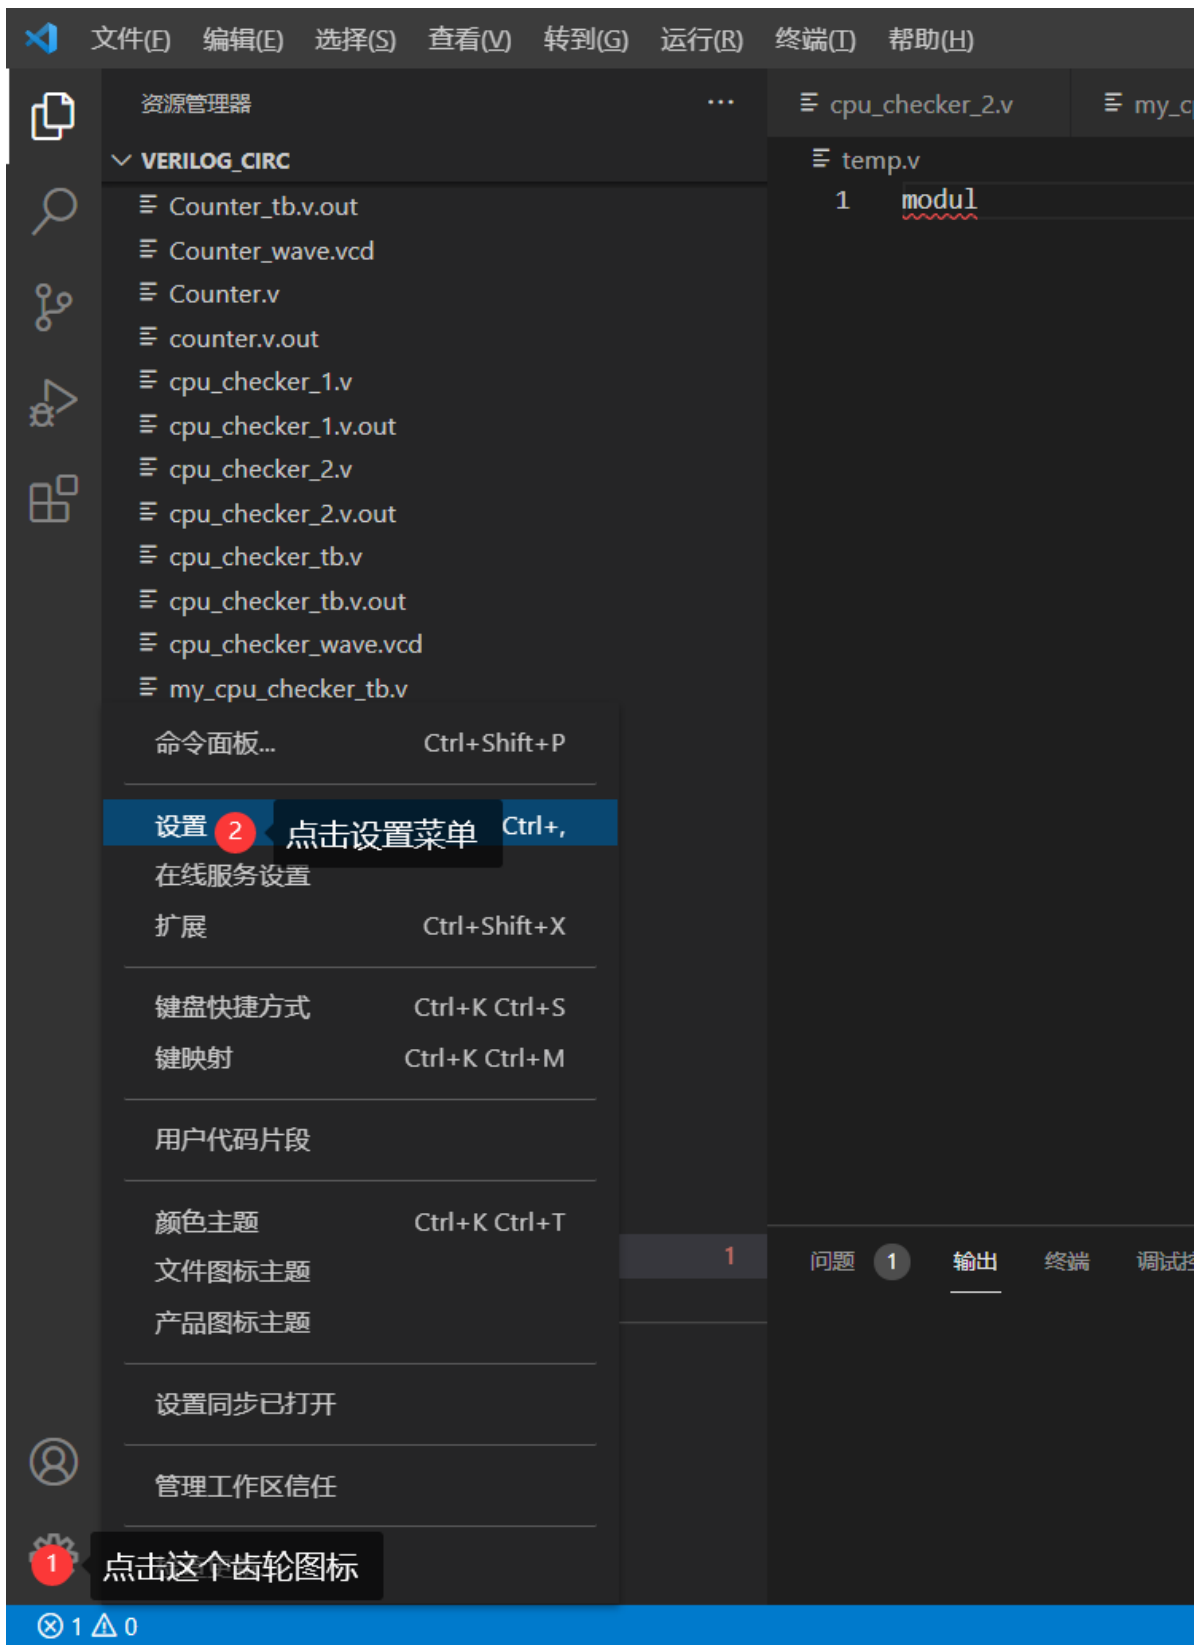 文件(F) 编辑(E) 选择(S) 查看(V) 转到(G) 运行(R) 终端(T) 帮助(H)
资源管理器 ...
VERILOG_CIRC
Counter_tb.v.out
Counter_wave.vcd
Counter.v
counter.v.out
cpu_checker_1.v
cpu_checker_1.v.out
cpu_checker_2.v
cpu_checker_2.v.out
cpu_checker_tb.v
cpu_checker_tb.v.out
cpu_checker_wave.vcd
my_cpu_checker_tb.v
cpu_checker_2.v my_c
temp.v
1 modul
命令面板... Ctrl+Shift+P
设置 2 点击设置菜单 Ctrl+,
在线服务设置
扩展 Ctrl+Shift+X
键盘快捷方式 Ctrl+K Ctrl+S
键映射 Ctrl+K Ctrl+M
用户代码片段
颜色主题 Ctrl+K Ctrl+T
文件图标主题
产品图标主题
设置同步已打开
管理工作区信任
1 点击这个齿轮图标
1
问题 1 输出 终端 调试
1 0